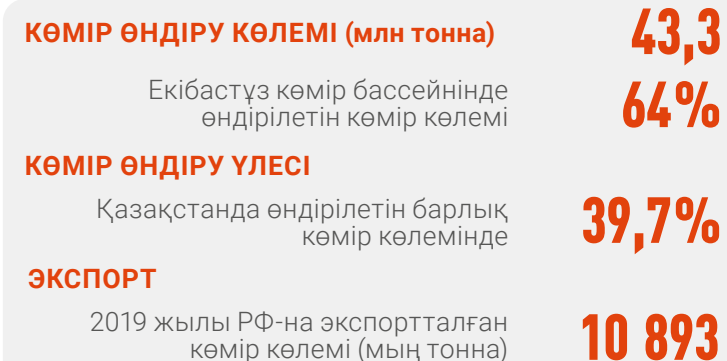 КӨМІР ӨНДІРУ КӨЛЕМІ (млн тонна) 43,3
Екібастұз көмір бассейнінде
өндірілетін көмір көлемі 64%
КӨМІР ӨНДІРУ ҮЛЕСІ
Қазақстанда өндірілетін барлық
көмір көлемінде 39,7%
ЭКСПОРТ
2019 жылы РФ-на экспортталған
көмір көлемі (мың тонна) 10 893